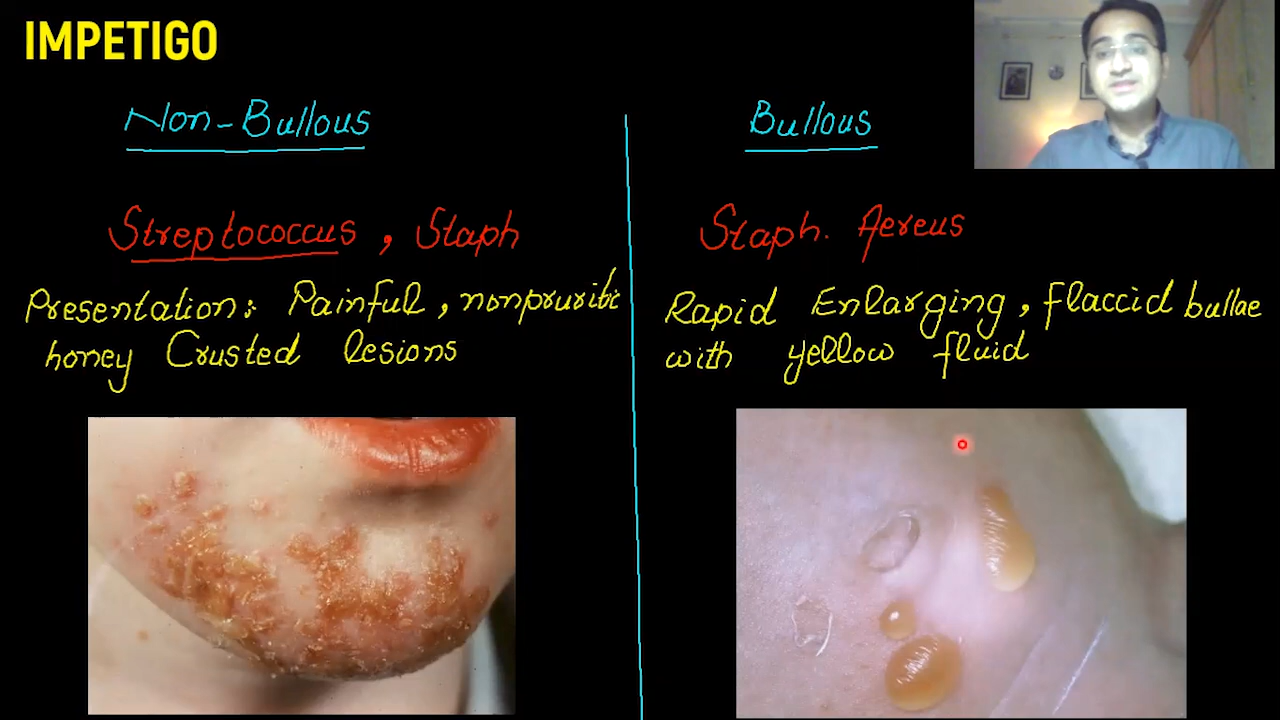 IMPETIGO
Non-Bullous
Streptococcus, Staph
Presentation: Painful, nonpruritic
honey Crusted lesions
Bullous
Staph. Aereus
Rapid Enlarging, flaccid bullae
with yellow fluid